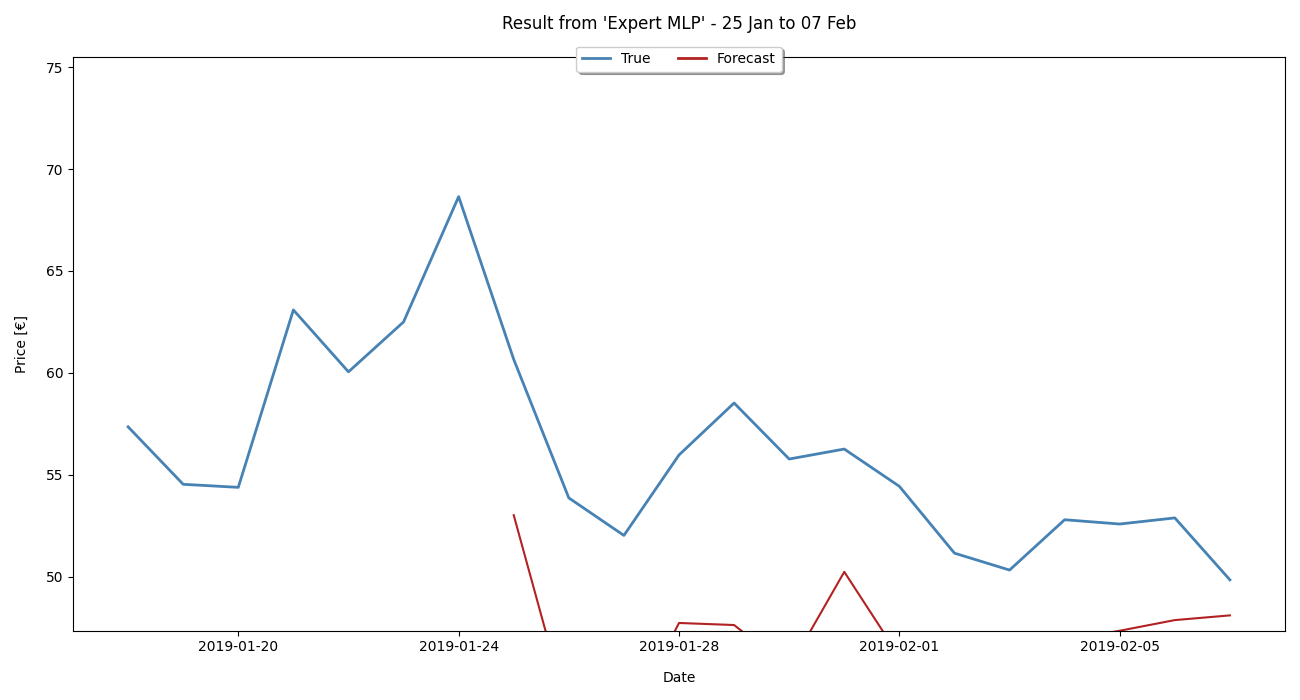 Result from 'Expert MLP' - 25 Jan to 07 Feb
True Forecast
75
70
65
60
55
50
Price [€]
2019-01-20 2019-01-24 2019-01-28 2019-02-01 2019-02-05
Date